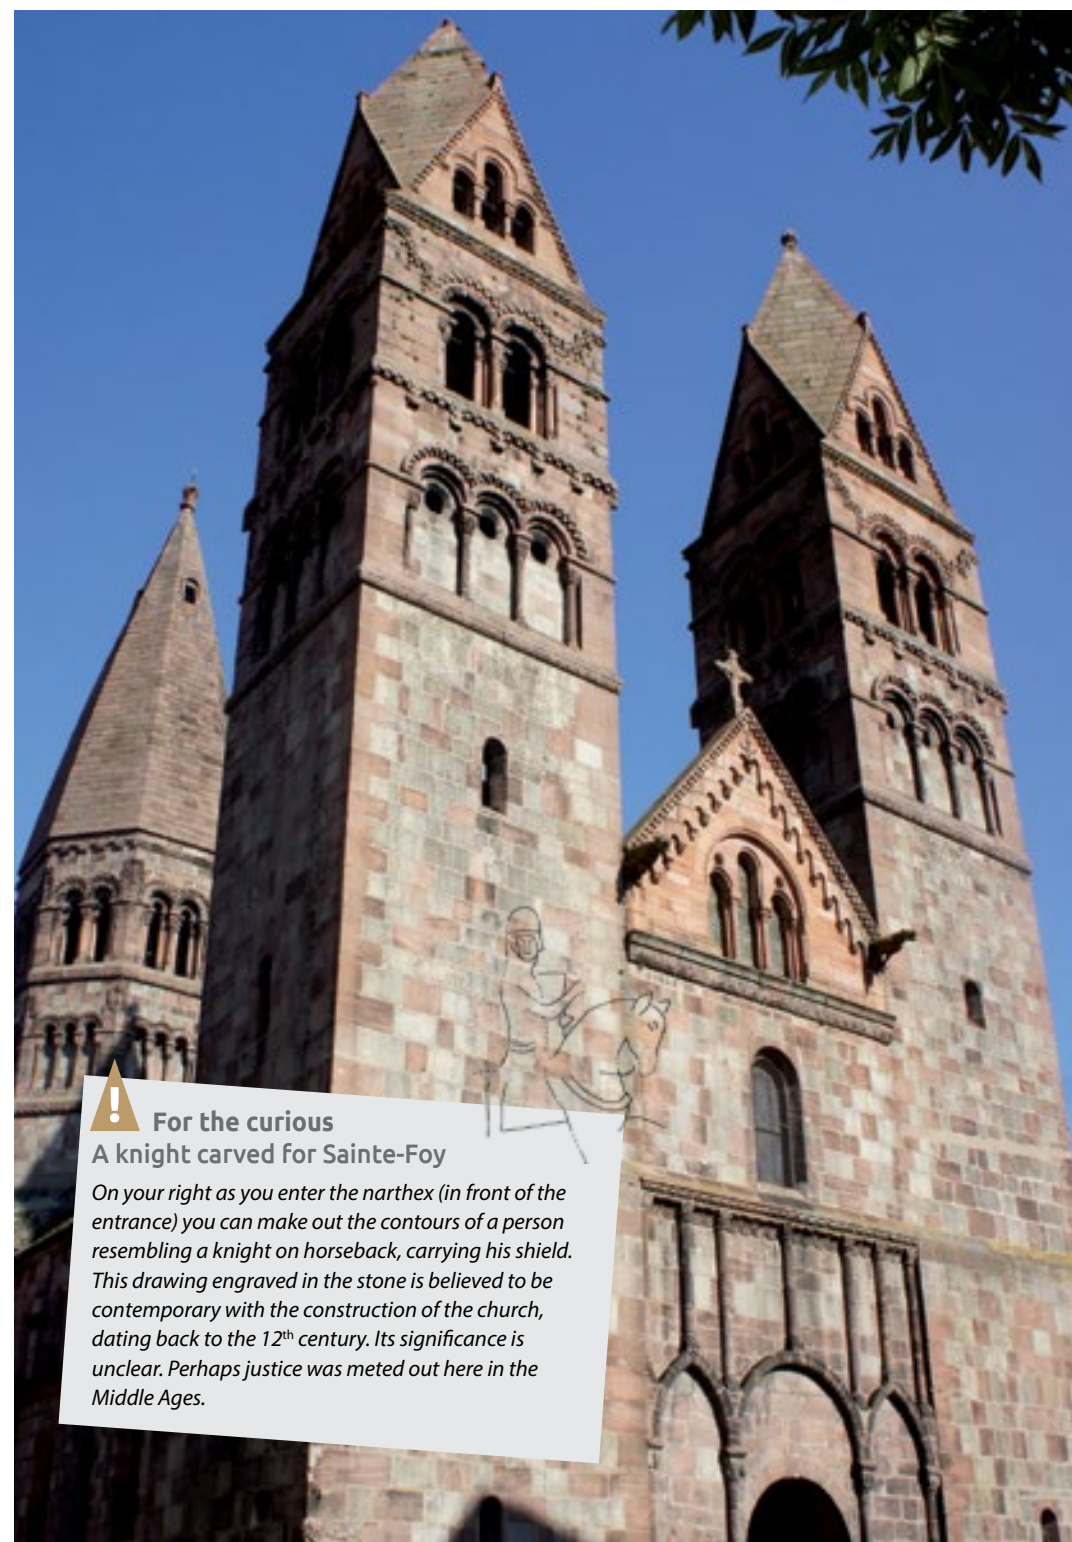 For the curious
A knight carved for Sainte-Foy
On your right as you enter the narthex (in front of the
entrance) you can make out the contours of a person
resembling a knight on horseback, carrying his shield.
This drawing engraved in the stone is believed to be
contemporary with the construction of the church,
dating back to the 12th century. Its significance is
unclear. Perhaps justice was meted out here in the
Middle Ages.